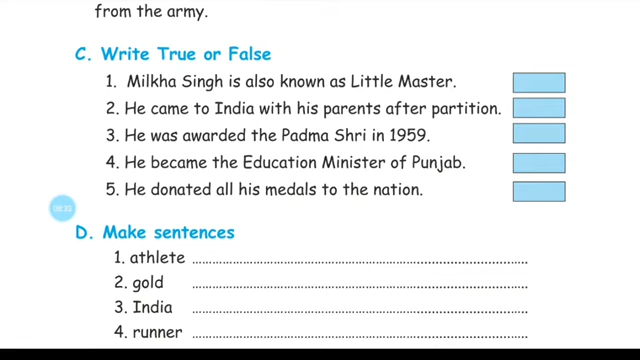 from the army.
C. Write True or False
1. Milkha Singh is also known as Little Master.
2. He came to India with his parents after partition.
3. He was awarded the Padma Shri in 1959.
4. He became the Education Minister of Punjab.
5. He donated all his medals to the nation.
D. Make sentences
1. athlete ................................................................
2. gold ................................................................
3. India ................................................................
4. runner ................................................................